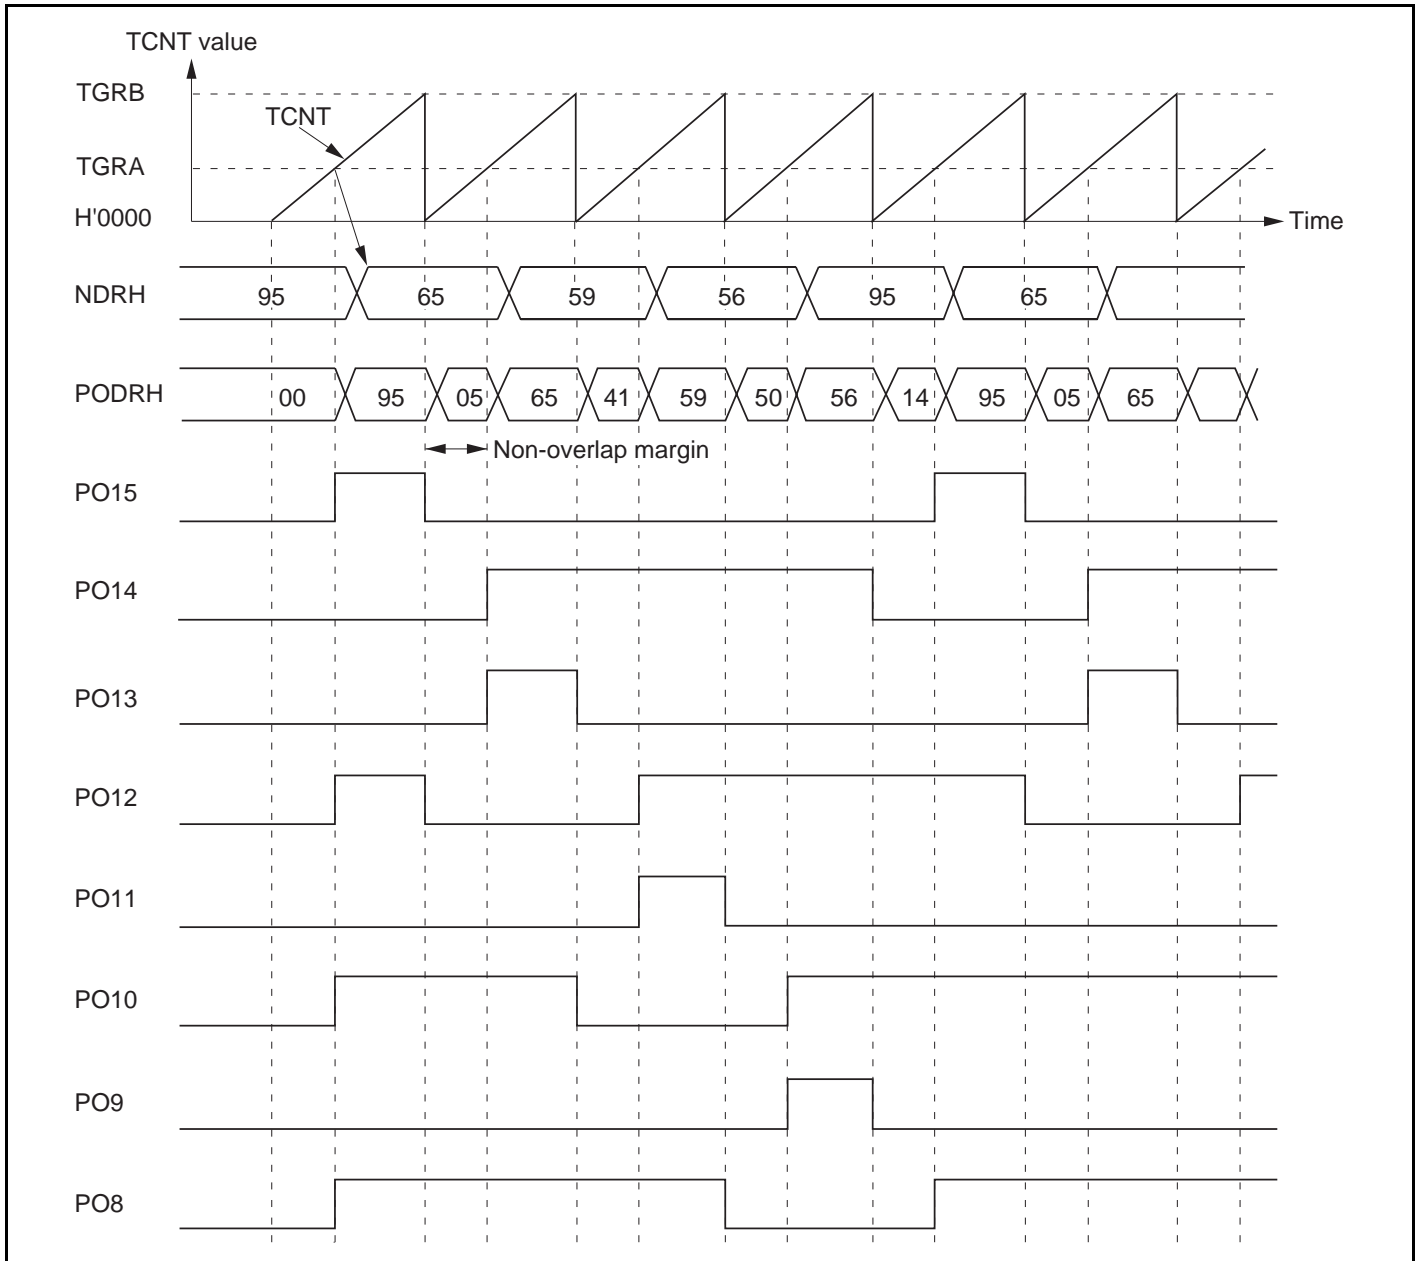 TCNT value
TGRB
TCNT
TGRA
H'0000
Time
NDRH 95 65 59 56 95 65
PODRH 00 95 05 65 41 59 50 56 14 95 05 65
Non-overlap margin
PO15
PO14
PO13
PO12
PO11
PO10
PO9
PO8